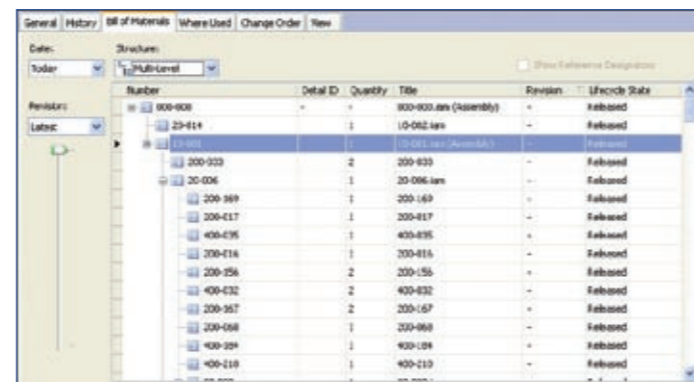 General History Bill of Materials Where Used Change Order View
Date: Structure:
Today Multi-Level Show Reference Designators
Number Detail ID Quantity Title Revision Lifecycle State
800-800 - - 800-800.iam (Assembly) - Released
Revision: 23-014 1 - Released
Latest 1 (Assembly) - Released
200-033 2 200-033 - Released
20-006 1 20-006.iam - Released
200-169 1 200-169 - Released
200-017 1 200-017 - Released
400-035 1 400-035 - Released
200-016 1 200-016 - Released
200-156 2 200-156 - Released
400-032 2 400-032 - Released
200-167 2 200-167 - Released
200-068 1 200-068 - Released
400-184 1 400-184 - Released
400-210 1 400-210 - Released